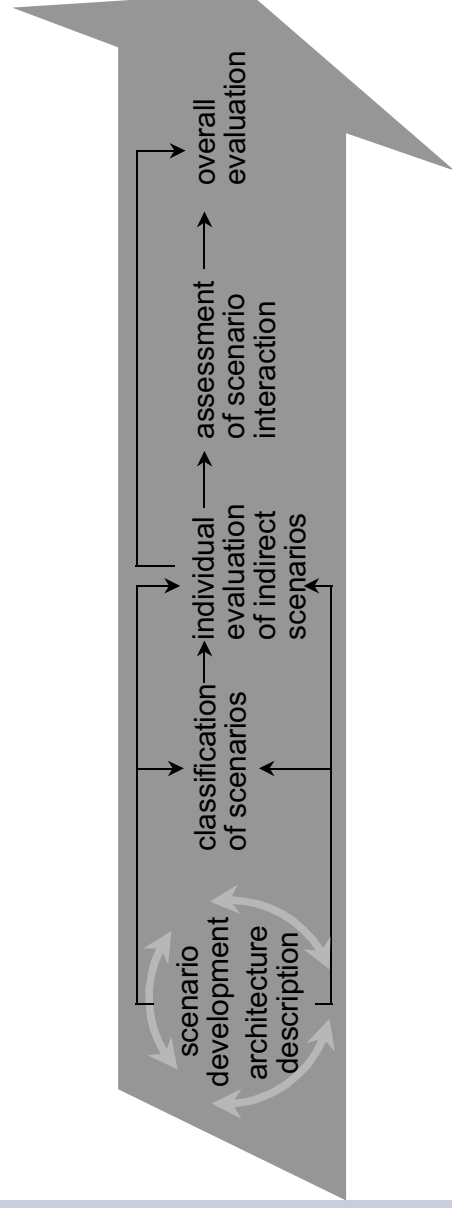 scenario
development
architecture
description
classification
of scenarios
individual
evaluation
of indirect
scenarios
assessment
of scenario
interaction
overall
evaluation